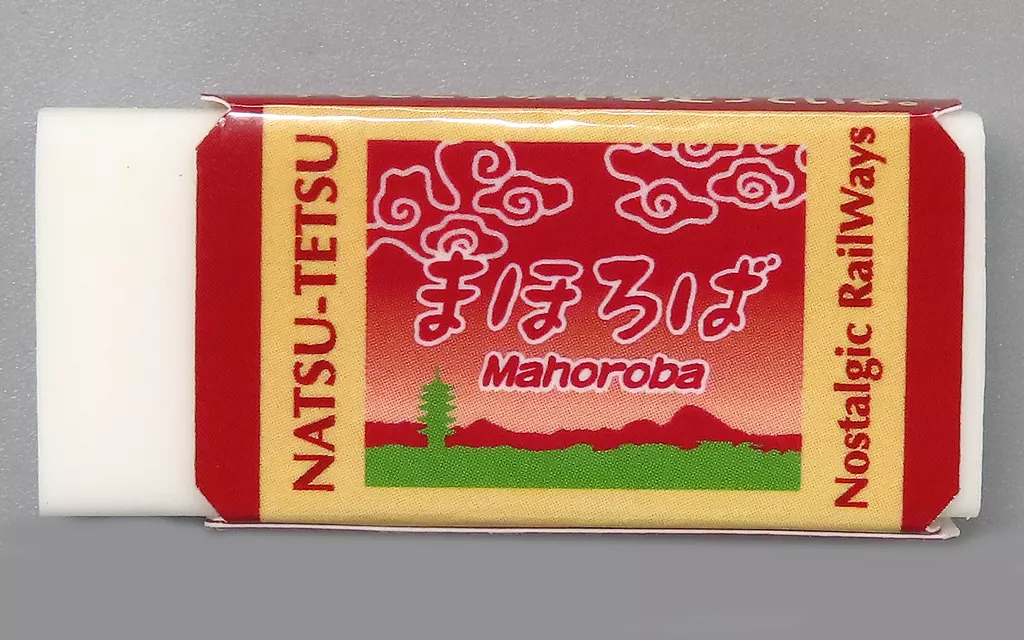 NATSU-TETSU
まほろば
Mahoroba
Nostalgic RailWays